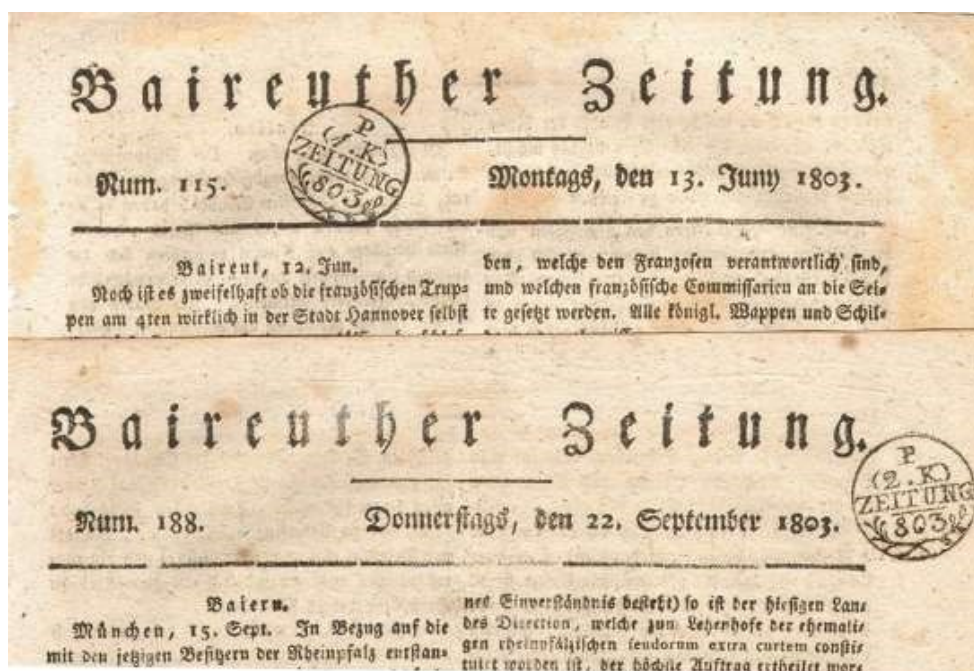 Baireuther Zeitung.
P
(1.K)
ZEITUNG
803
Num. 115.
Montags, den 13. Juny 1803.
Baireut, 12. Jun.
Noch ist es zweifelhaft ob die französischen Trup-
pen am 4ten wirklich in der Stadt Hannover selbst
ben, welche den Franzosen verantwortlich sind,
und welchen französische Commissarien an die Sei-
te gesetzt werden. Alle königl. Wappen und Schil-
Baireuther Zeitung.
P
(2.K)
ZEITUNG
803
Num. 188.
Donnerstags, den 22. September 1803.
Baiern.
München, 15. Sept. In Bezug auf die
mit den jetzigen Besitzern der Rheinpfalz entstan-
nes Einverständnis besteht) so ist der hiesigen Lan-
des Direction, welche zum Lehenhofe der ehemali-
gen rheinpfälzischen feudorum extra curtem consti-
tuirt worden ist, der höchste Auftrag ertheilet wor-